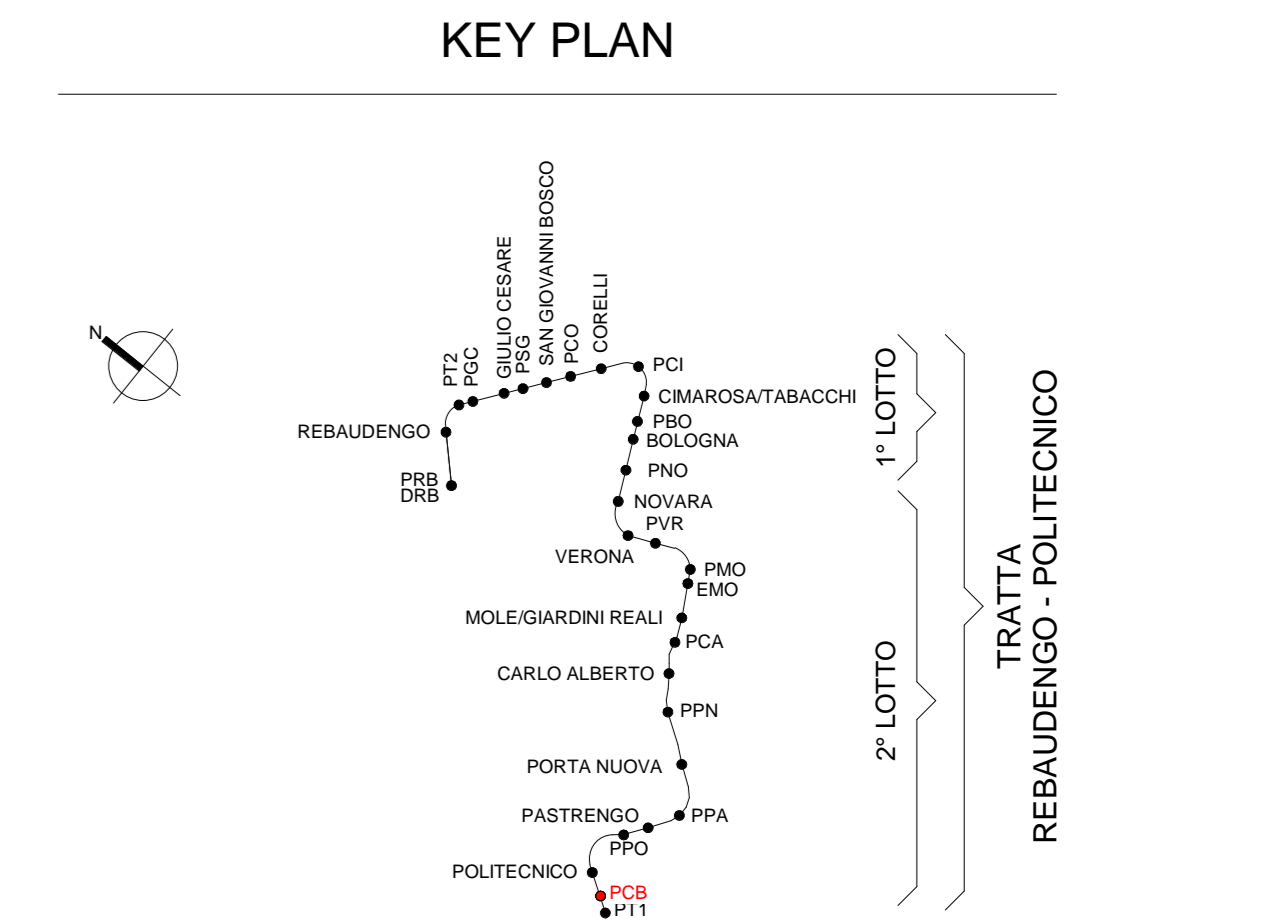 KEY PLAN
N
PT2
PGC
GIULIO CESARE
PSG
SAN GIOVANNI BOSCO
PCO
CORELLI
PCI
CIMAROSA/TABACCHI
PBO
REBAUDENGO
BOLOGNA
PNO
PRB
DRB
NOVARA
PVR
VERONA
PMO
EMO
MOLE/GIARDINI REALI
PCA
CARLO ALBERTO
PPN
PORTA NUOVA
PASTRENGO
PPA
PPO
POLITECNICO
PCB
PT1
1° LOTTO
2° LOTTO
TRATTA
REBAUDENGO - POLITECNICO